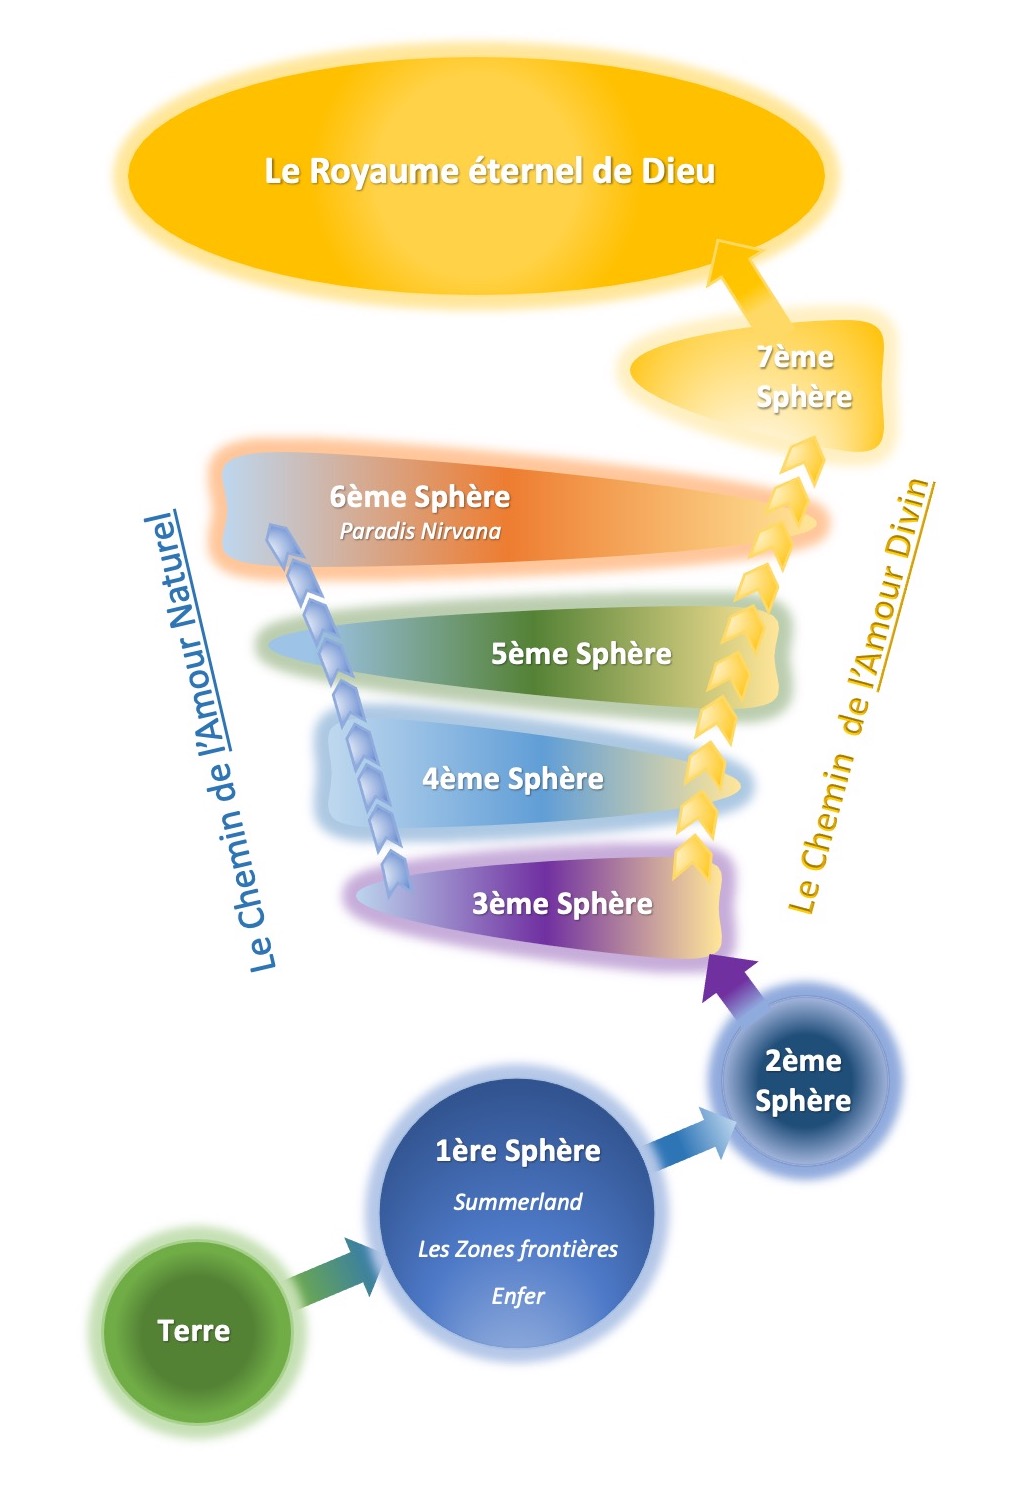 Le Royaume éternel de Dieu
7ème
Sphère
6ème Sphère
Paradis Nirvana
5ème Sphère
4ème Sphère
3ème Sphère
Le Chemin de l'Amour Naturel
Le Chemin de l'Amour Divin
2ème
Sphère
1ère Sphère
Summerland
Les Zones frontières
Enfer
Terre